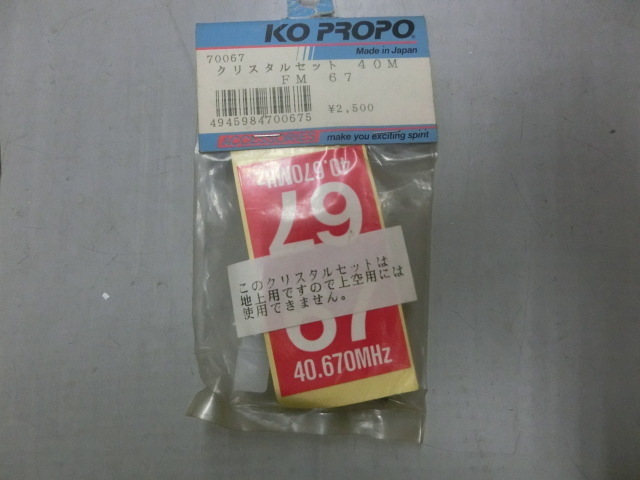 KO PROPO
Made in Japan
70067
クリスタルセット 40M
FM 67
¥2,500
4945984700675
make you exciting spirit
40.670MHz
67
このクリスタルセットは
地上用ですので上空用には
使用できません。
67
40.670MHz